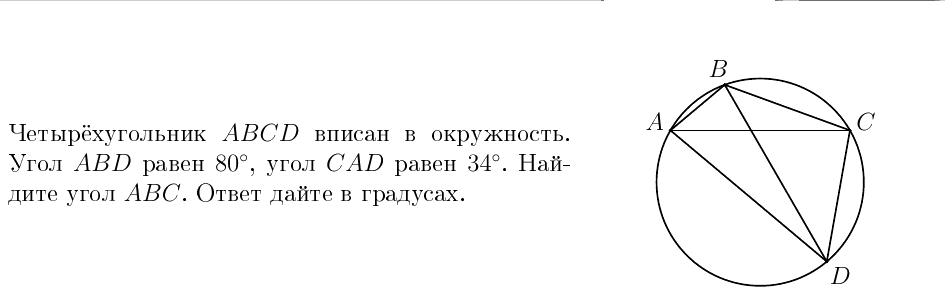 B
A
C
Четырёхугольник ABCD вписан в окружность.
Угол ABD равен 80°, угол CAD равен 34°. Най-
дите угол ABC. Ответ дайте в градусах.
D